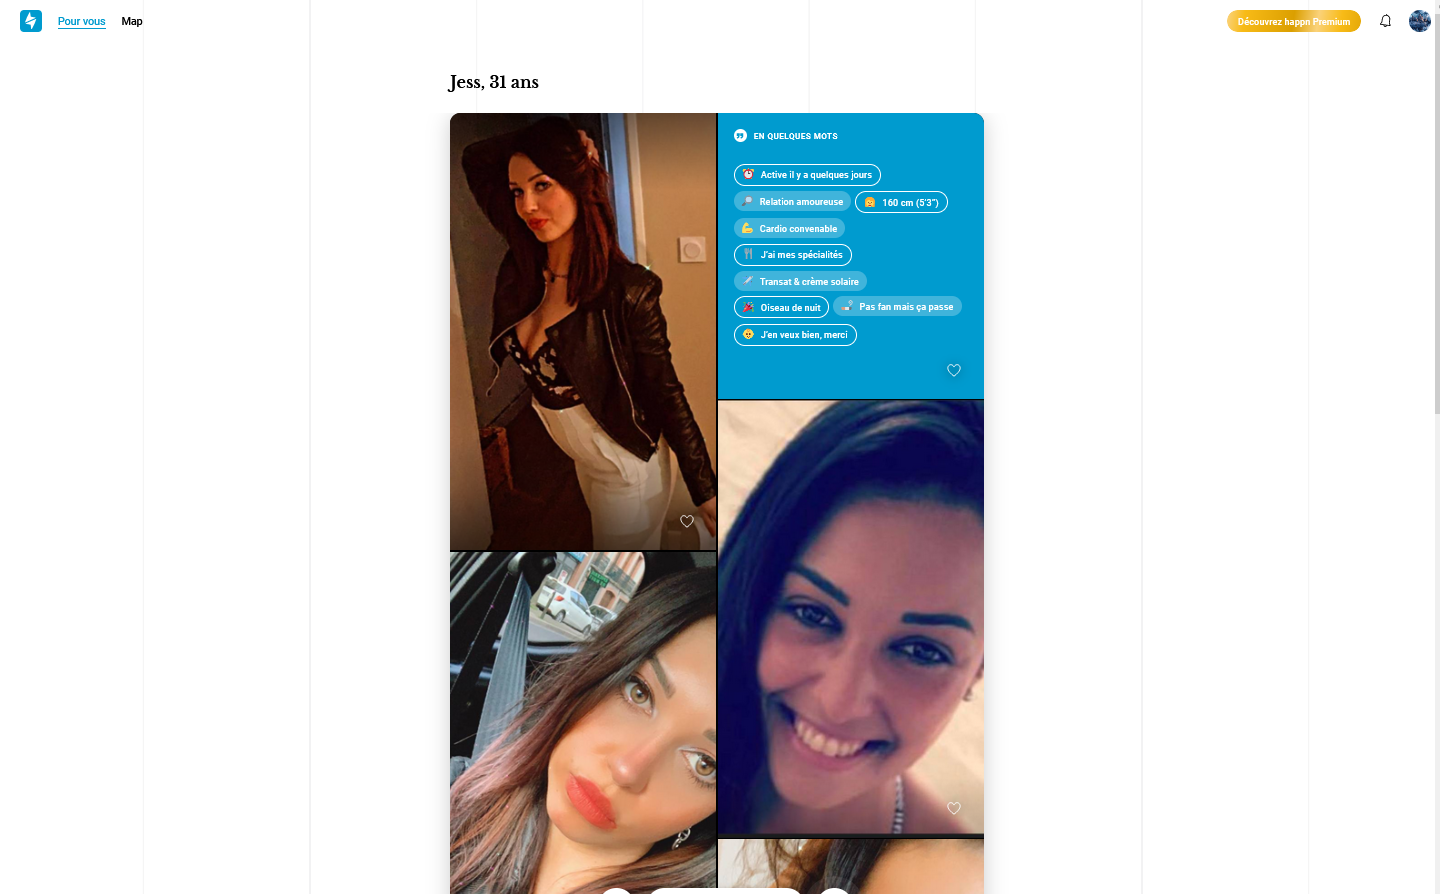 Pour vous
Map
Découvrez happn Premium
Jess, 31 ans
EN QUELQUES MOTS
Active il y a quelques jours
Relation amoureuse
160 cm (5'3")
Cardio convenable
J'ai mes spécialités
Transat & crème solaire
Oiseau de nuit
Pas fan mais ça passe
J'en veux bien, merci